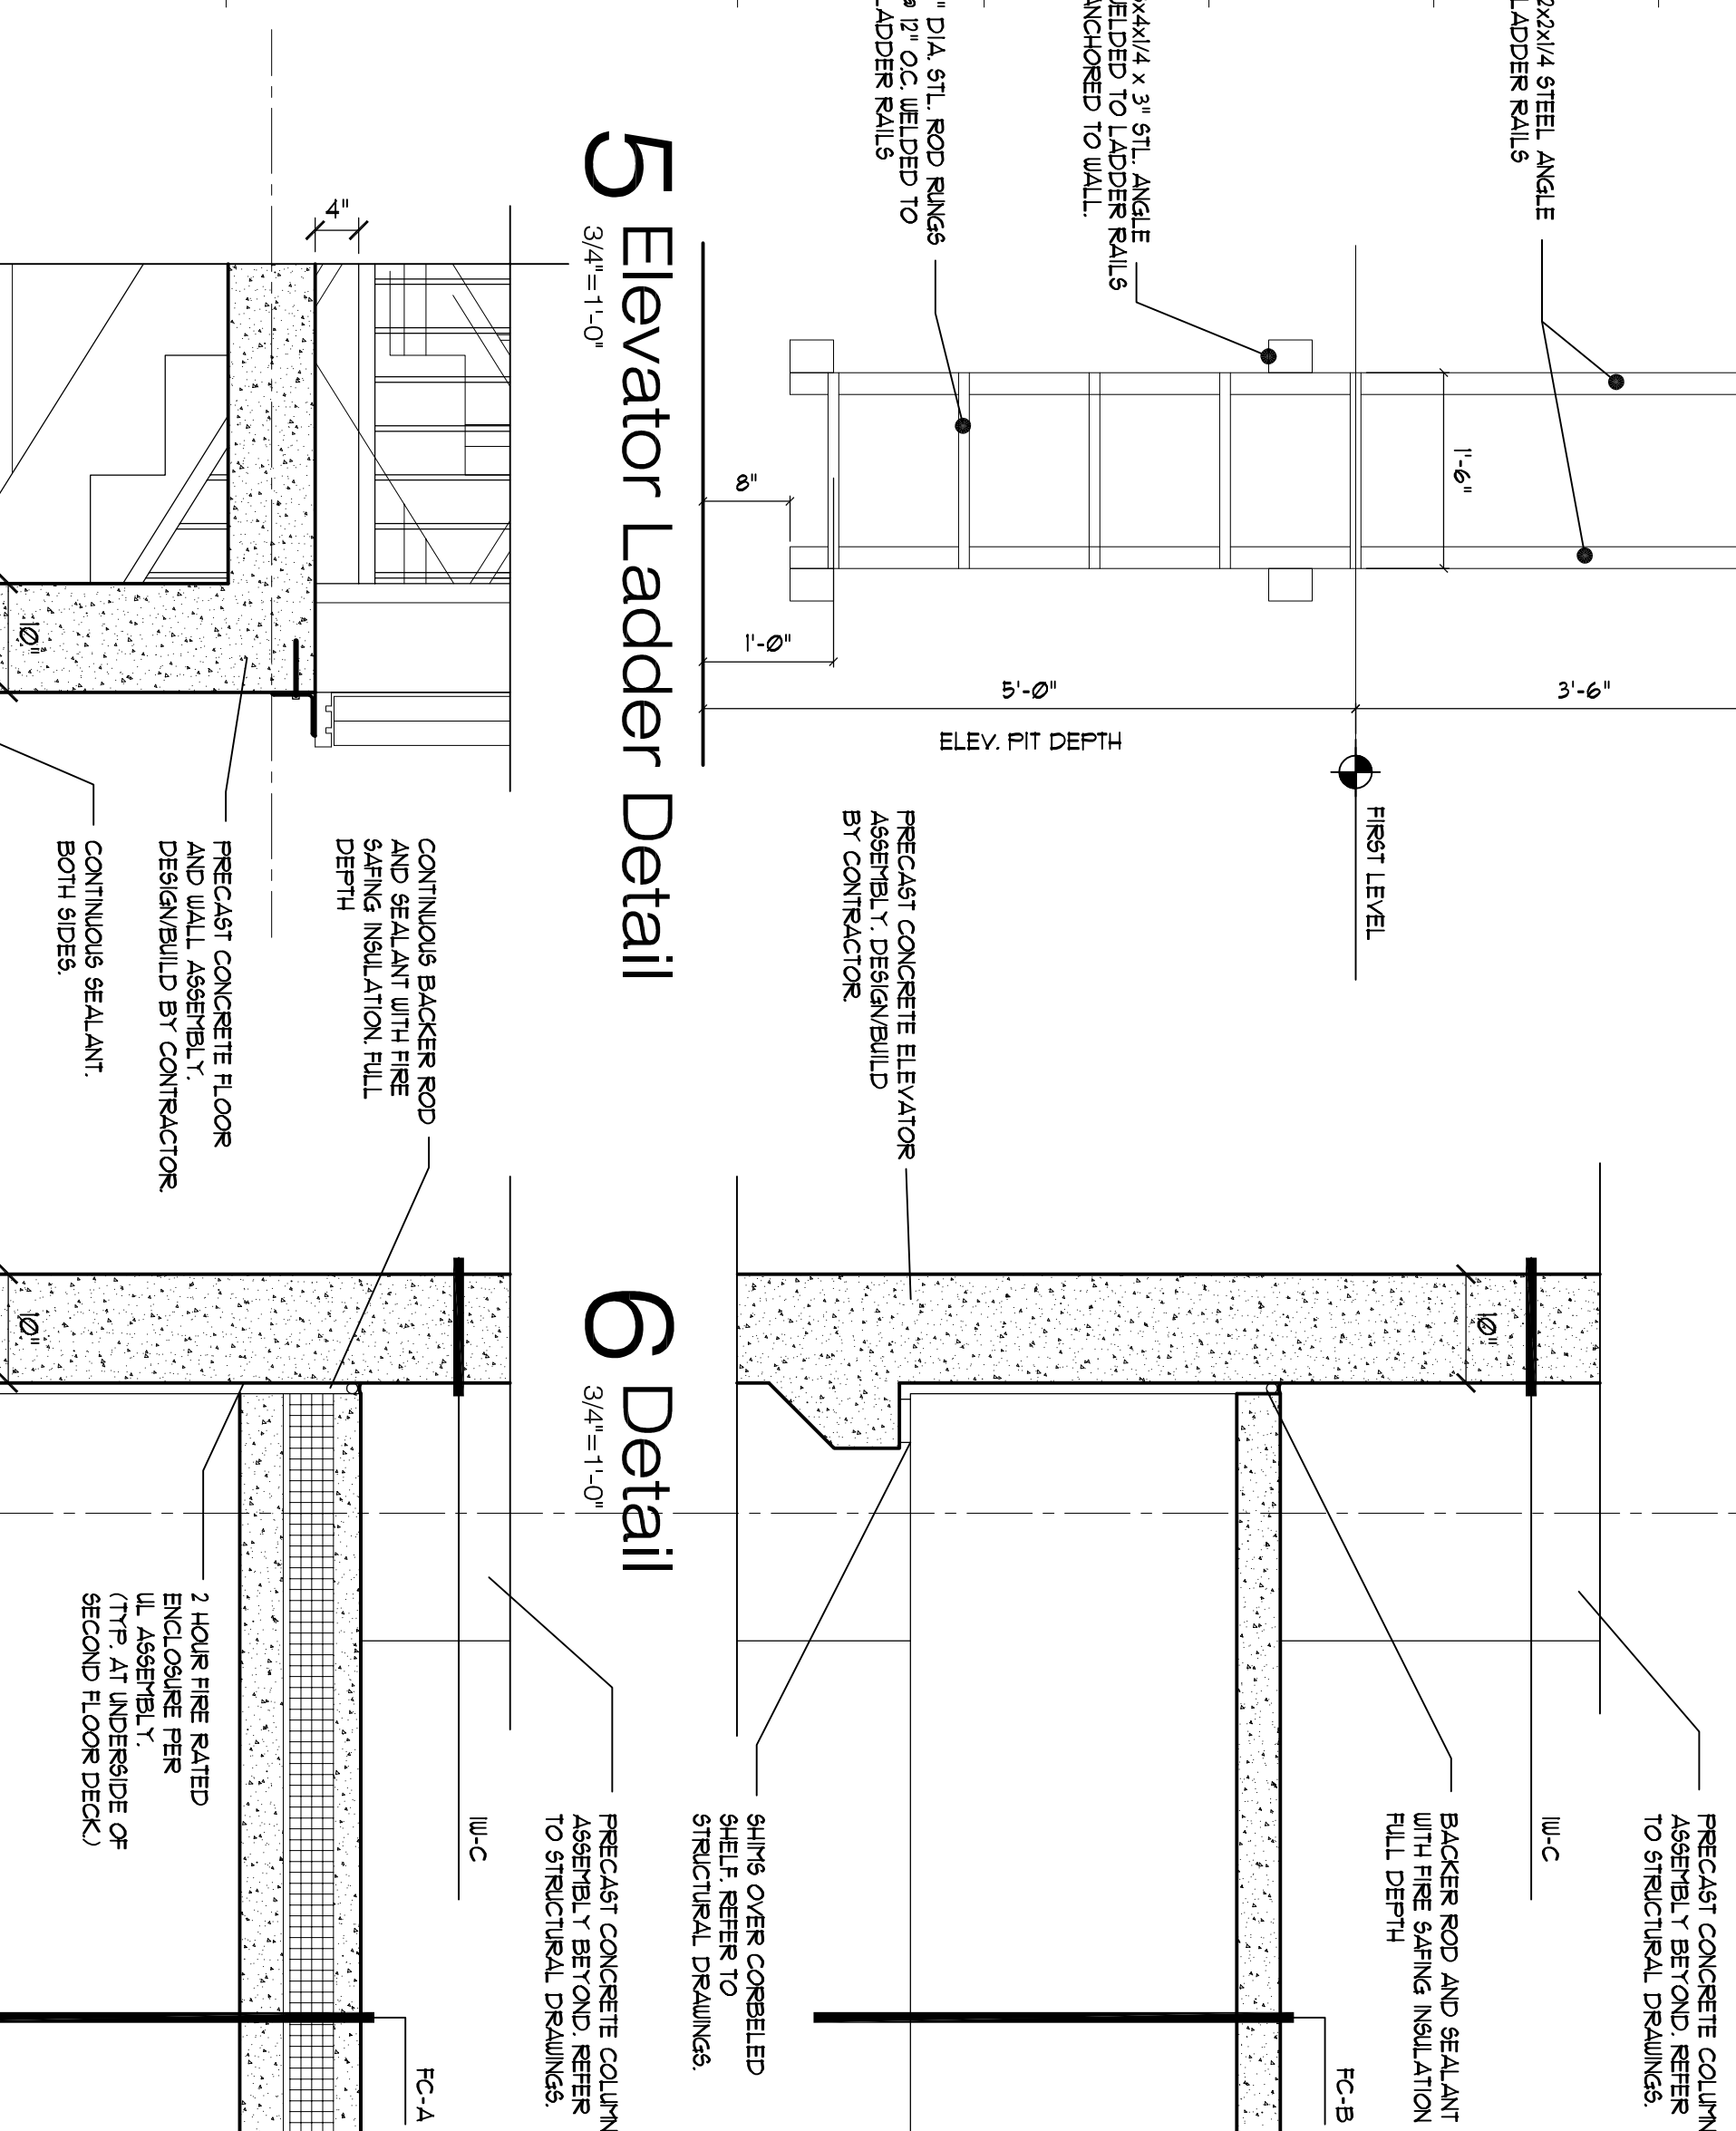 2x2x1/4 STEEL ANGLE
LADDER RAILS
x4x1/4 x 3" STL. ANGLE
WELDED TO LADDER RAILS
ANCHORED TO WALL.
" DIA. STL. ROD RUNGS
@ 12" O.C. WELDED TO
LADDER RAILS
1'-6"
8"
1'-0"
5'-0"
3'-6"
ELEV. PIT DEPTH
FIRST LEVEL
5 Elevator Ladder Detail
3/4"=1'-0"
PRECAST CONCRETE COLUMN
ASSEMBLY BEYOND. REFER
TO STRUCTURAL DRAWINGS.
IW-C
10"
BACKER ROD AND SEALANT
WITH FIRE SAFING INSULATION
FULL DEPTH
FC-B
PRECAST CONCRETE ELEVATOR
ASSEMBLY. DESIGN/BUILD
BY CONTRACTOR.
SHIMS OVER CORBELED
SHELF. REFER TO
STRUCTURAL DRAWINGS.
6 Detail
3/4"=1'-0"
4"
10"
CONTINUOUS BACKER ROD
AND SEALANT WITH FIRE
SAFING INSULATION. FULL
DEPTH
PRECAST CONCRETE FLOOR
AND WALL ASSEMBLY.
DESIGN/BUILD BY CONTRACTOR.
CONTINUOUS SEALANT.
BOTH SIDES.
PRECAST CONCRETE COLUMN
ASSEMBLY BEYOND. REFER
TO STRUCTURAL DRAWINGS.
IW-C
10"
FC-A
2 HOUR FIRE RATED
ENCLOSURE PER
UL ASSEMBLY.
(TYP. AT UNDERSIDE OF
SECOND FLOOR DECK)